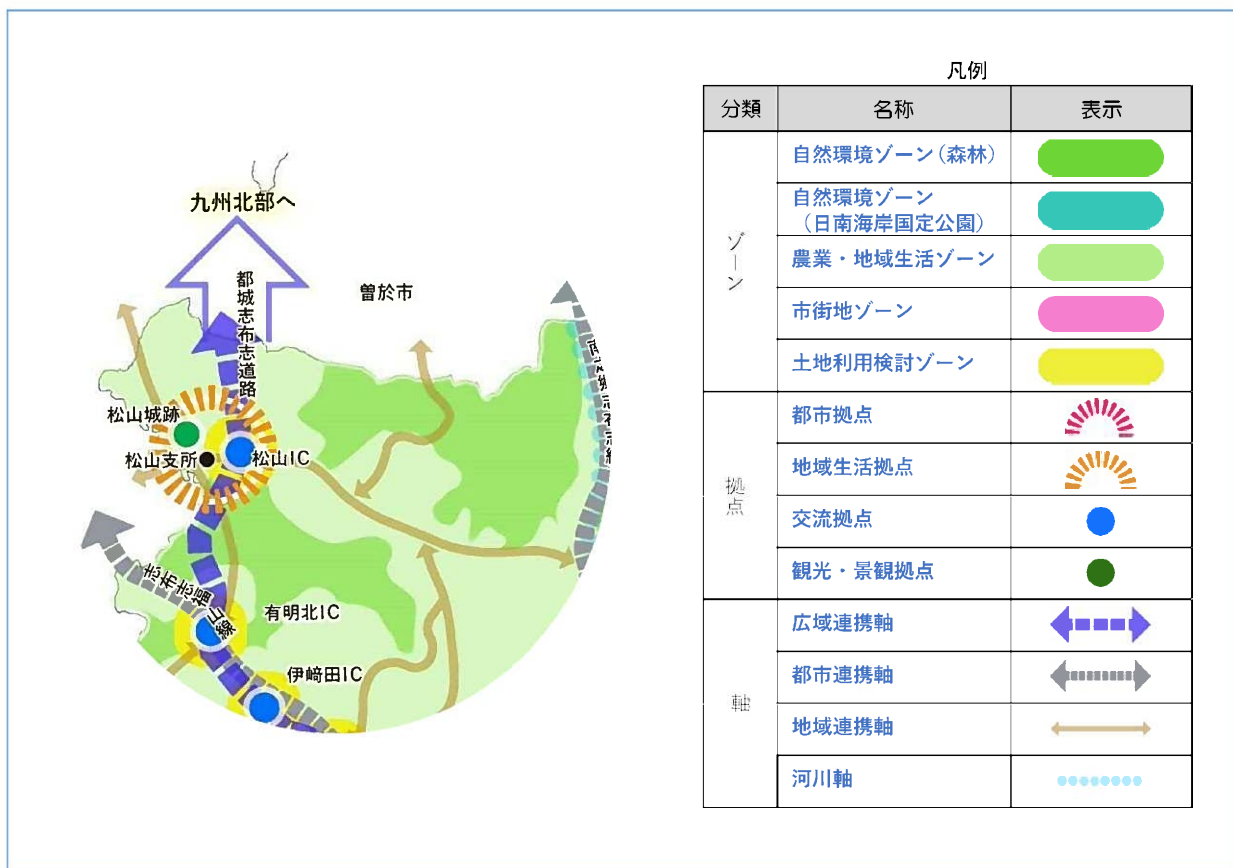 九州北部へ
都城志布志道路
曽於市
松山城跡
松山支所
松山IC
志布志福山線
有明北IC
伊﨑田IC
凡例
分類 名称 表示
ゾーン
自然環境ゾーン(森林)
自然環境ゾーン
(日南海岸国定公園)
農業・地域生活ゾーン
市街地ゾーン
土地利用検討ゾーン
拠点
都市拠点
地域生活拠点
交流拠点
観光・景観拠点
軸
広域連携軸
都市連携軸
地域連携軸
河川軸